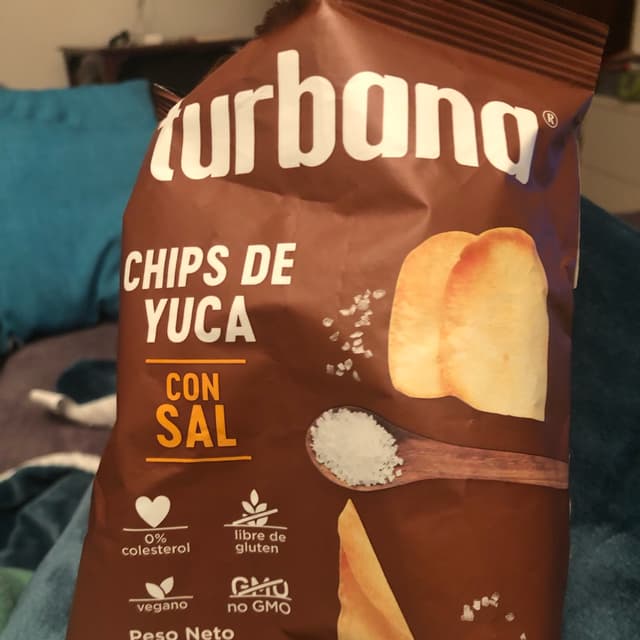 turbana®
CHIPS DE
YUCA
CON
SAL
0%
colesterol
libre de
gluten
vegano
GMO
no GMO
Peso Neto